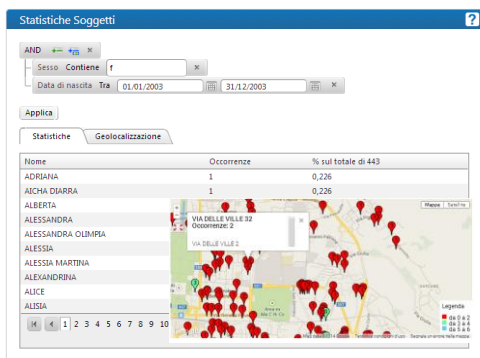 Statistiche Soggetti
?
AND
Sesso Contiene f
Data di nascita Tra 01/01/2003 31/12/2003
Applica
Statistiche Geolocalizzazione
Nome Occorrenze % sul totale di 443
ADRIANA 1 0,226
AICHA DIARRA 1 0,226
ALBERTA
ALESSANDRA
ALESSANDRA OLIMPIA
ALESSIA
ALESSIA MARTINA
ALEXANDRINA
ALICE
ALISIA
1 2 3 4 5 6 7 8 9 10
Mappa Satellite
VIA DELLE VILLE 32
Occorrenze: 2
VIA DELLE VILLE 2
Legenda
da 0 a 2
da 3 a 4
da 5 a 6